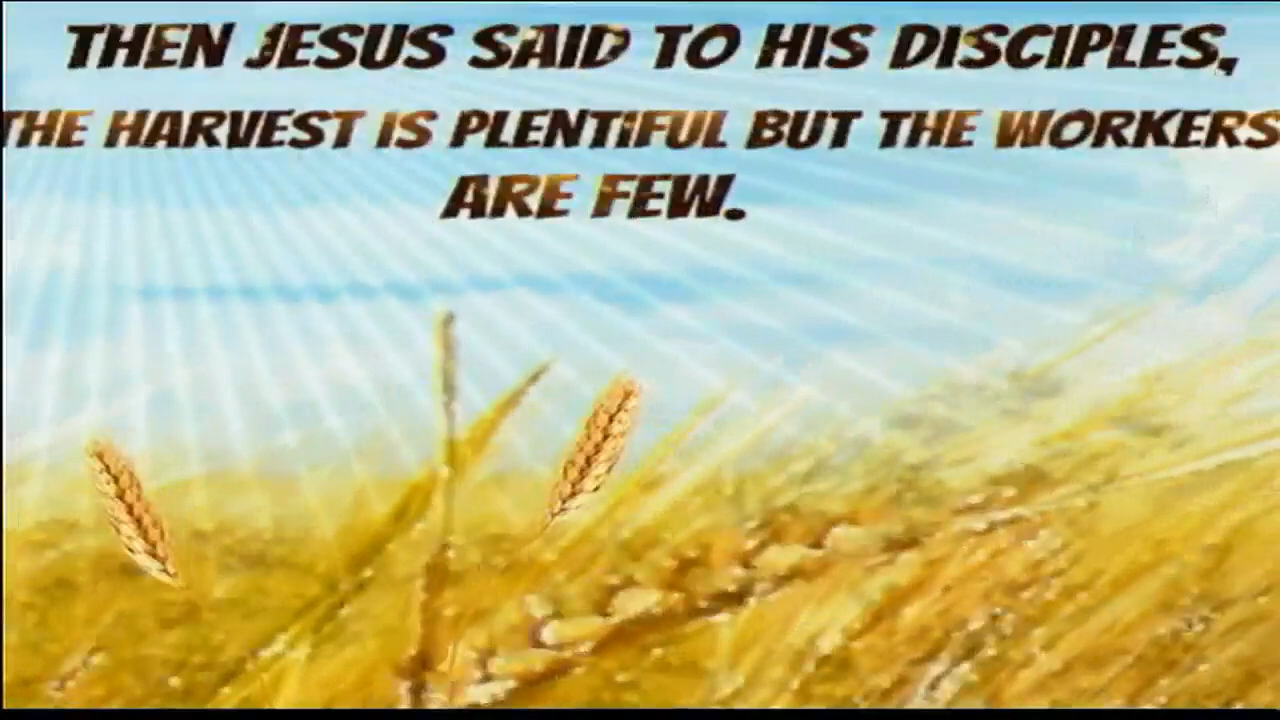 THEN JESUS SAID TO HIS DISCIPLES,
THE HARVEST IS PLENTIFUL BUT THE WORKERS
ARE FEW.